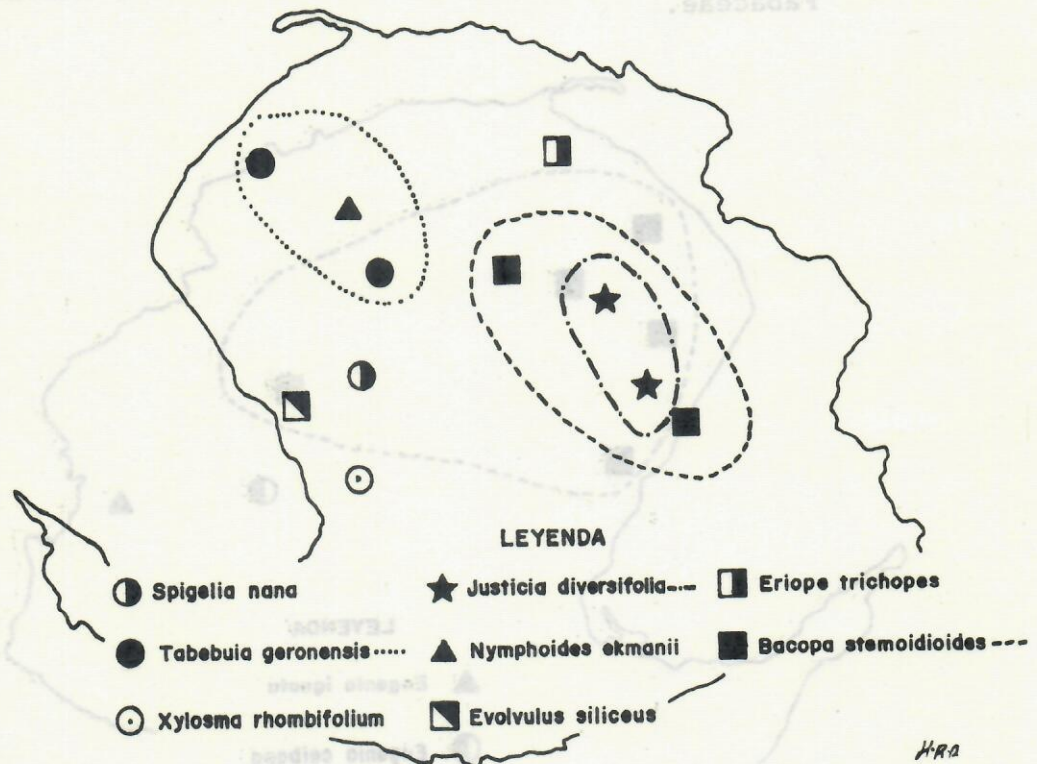 LEYENDA
Spigelia nana
Justicia diversifolia
Eriope trichopes
Tabebuia geronensis
Nymphoides ekmanii
Bacopa stemoidioides
Xylosma rhombifolium
Evolvulus siliceus
H.R.A